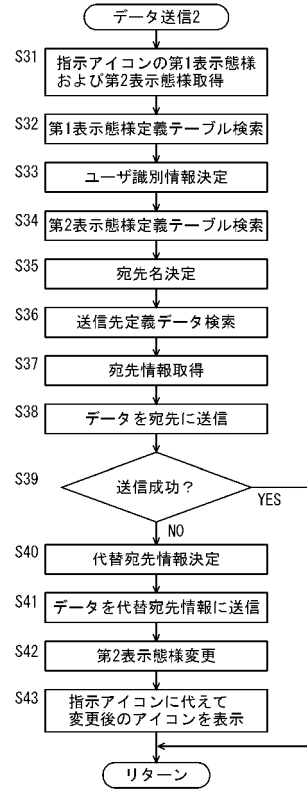 データ送信2
S31
指示アイコンの第1表示態様
および第2表示態様取得
S32
第1表示態様定義テーブル検索
S33
ユーザ識別情報決定
S34
第2表示態様定義テーブル検索
S35
宛先名決定
S36
送信先定義データ検索
S37
宛先情報取得
S38
データを宛先に送信
S39
送信成功?
YES
NO
S40
代替宛先情報決定
S41
データを代替宛先情報に送信
S42
第2表示態様変更
S43
指示アイコンに代えて
変更後のアイコンを表示
リターン